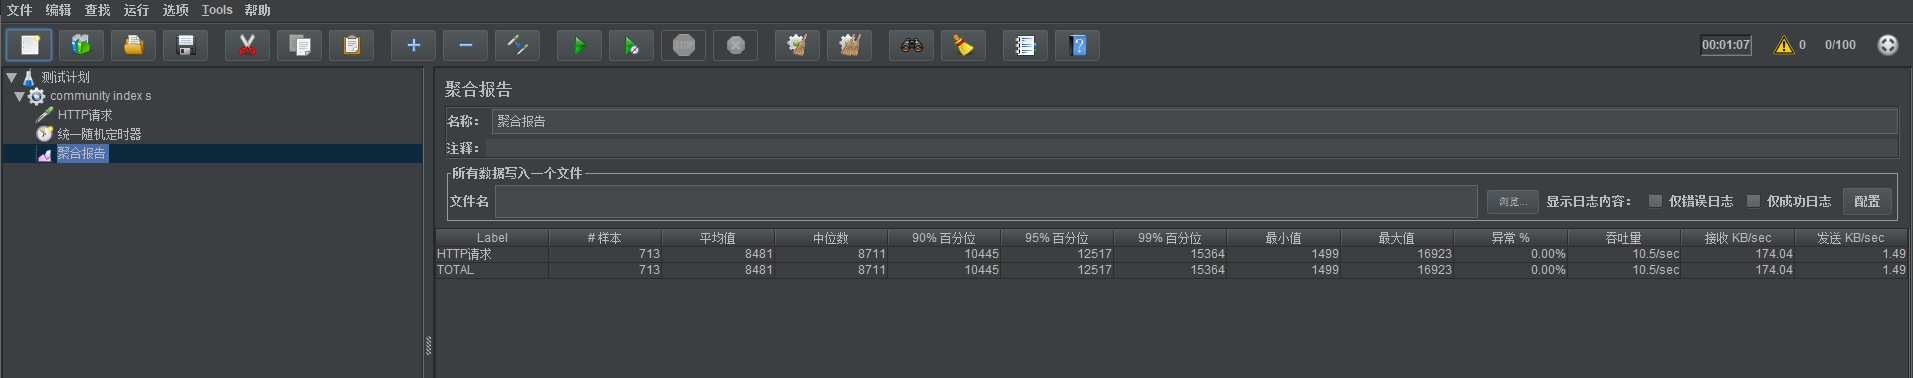 文件 编辑 查找 运行 选项 Tools 帮助
STOP 00:01:07 0 0/100
测试计划
community index s
HTTP请求
统一随机定时器
聚合报告
聚合报告
名称： 聚合报告
注释：
所有数据写入一个文件
文件名 浏览... 显示日志内容： 仅错误日志 仅成功日志 配置
Label # 样本 平均值 中位数 90% 百分位 95% 百分位 99% 百分位 最小值 最大值 异常 % 吞吐量 接收 KB/sec 发送 KB/sec
HTTP请求 713 8481 8711 10445 12517 15364 1499 16923 0.00% 10.5/sec 174.04 1.49
TOTAL 713 8481 8711 10445 12517 15364 1499 16923 0.00% 10.5/sec 174.04 1.49